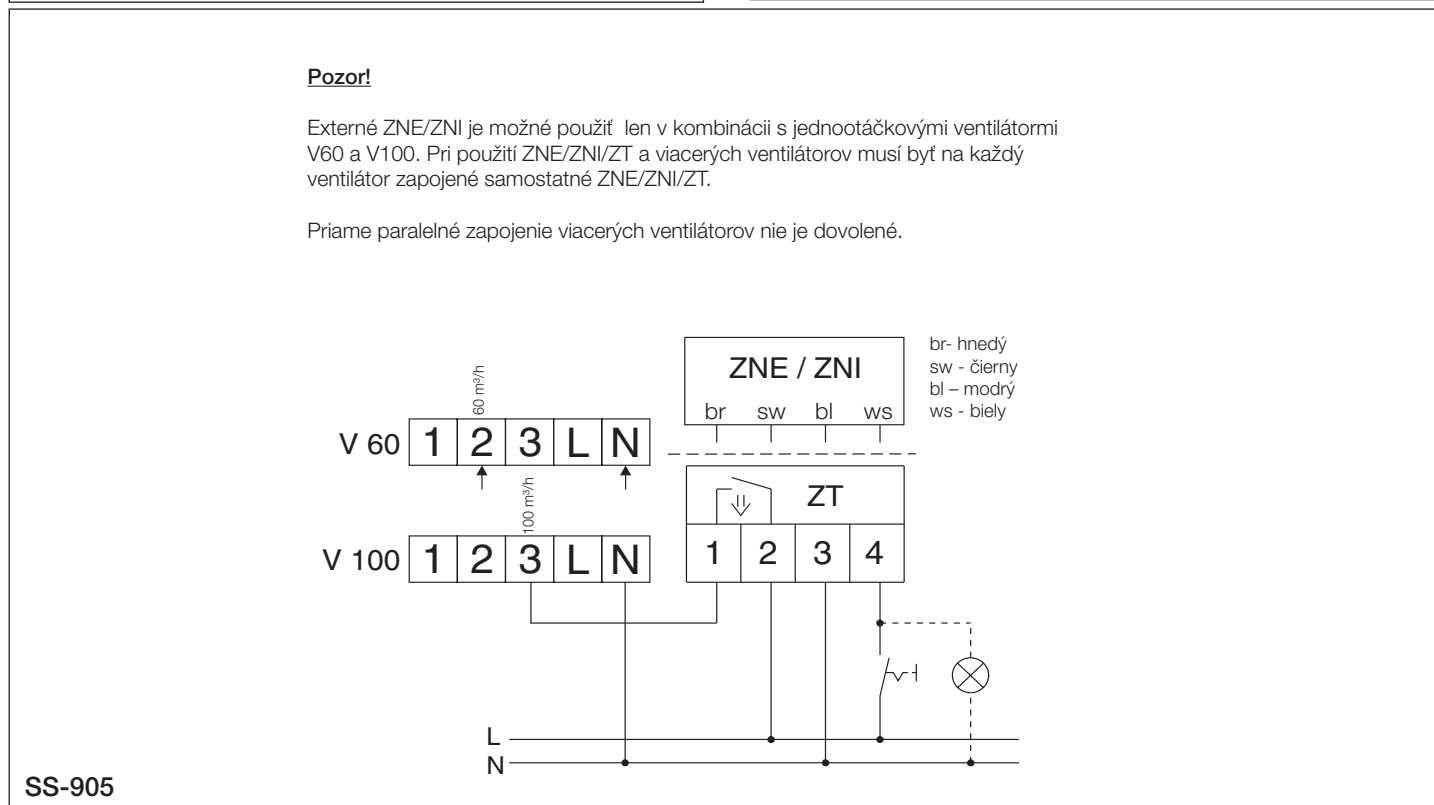 Pozor!
Externé ZNE/ZNI je možné použiť len v kombinácii s jednootáčkovými ventilátormi
V60 a V100. Pri použití ZNE/ZNI/ZT a viacerých ventilátorov musí byť na každý
ventilátor zapojené samostatné ZNE/ZNI/ZT.
Priame paralelné zapojenie viacerých ventilátorov nie je dovolené.
ZNE / ZNI
br sw bl ws
br- hnedý
sw - čierny
bl – modrý
ws - biely
60 m³/h
V 60 1 2 3 L N
ZT
100 m³/h
V 100 1 2 3 L N
1 2 3 4
L
N
SS-905